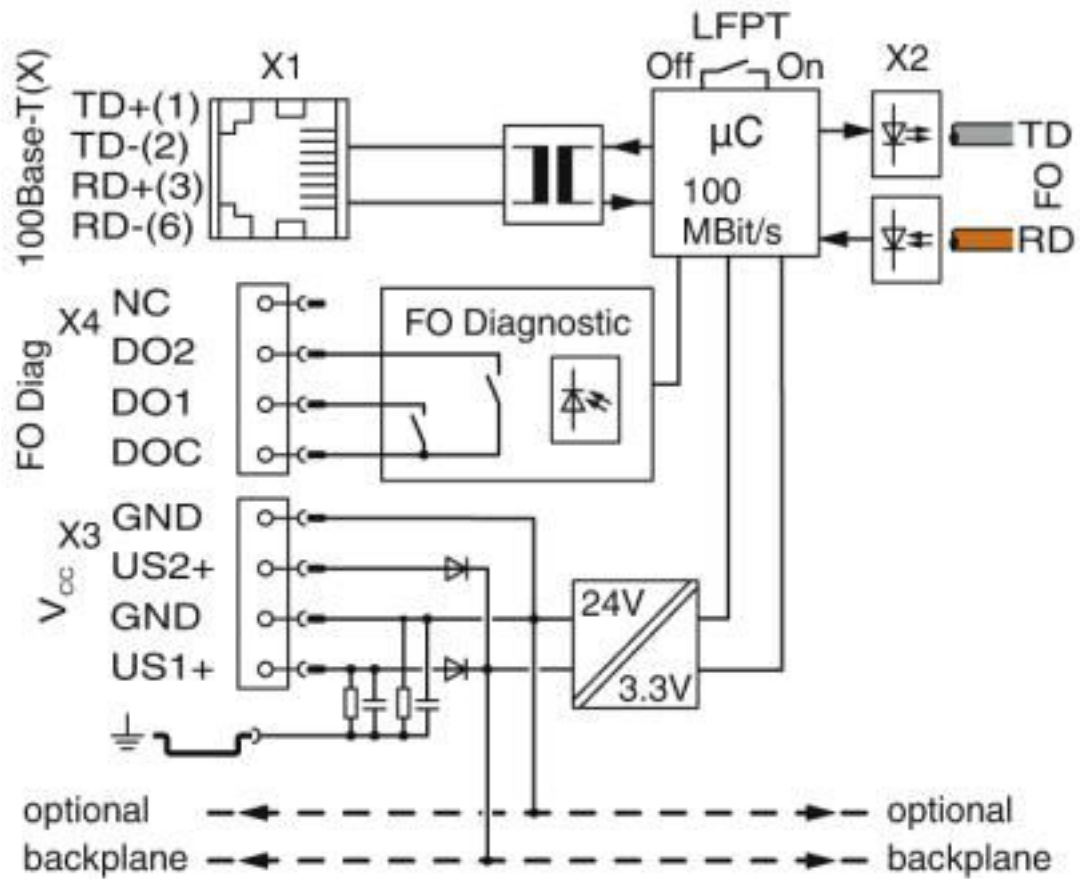 LFPT
Off On
X1
X2
100Base-T(X)
TD+(1)
TD-(2)
RD+(3)
RD-(6)
µC
100
MBit/s
TD
FO
RD
FO Diag
X4
NC
DO2
DO1
DOC
FO Diagnostic
Vcc
X3
GND
US2+
GND
US1+
24V
3.3V
optional optional
backplane backplane